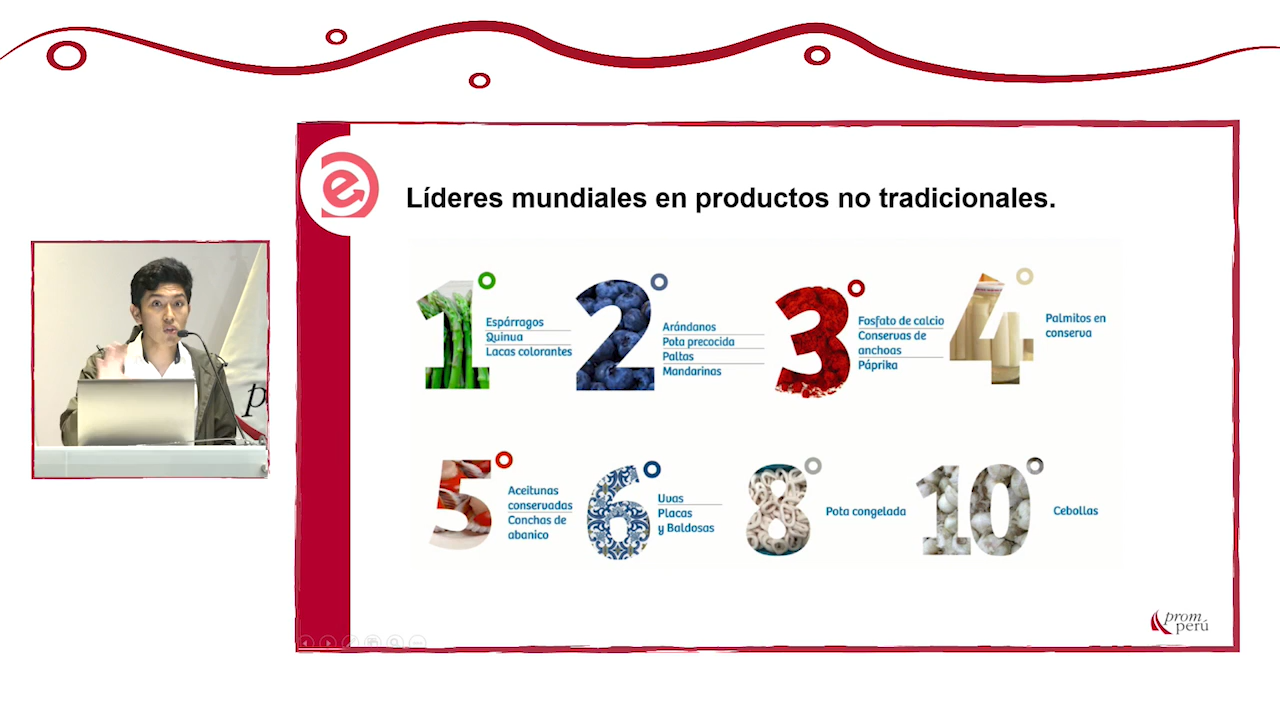 Líderes mundiales en productos no tradicionales.
1°
Espárragos
Quinua
Lacas colorantes
2°
Arándanos
Pota precocida
Paltas
Mandarinas
3°
Fosfato de calcio
Conservas de
anchoas
Páprika
4°
Palmitos en
conserva
5°
Aceitunas
conservadas
Conchas de
abanico
6°
Uvas
Placas
y Baldosas
8°
Pota congelada
10°
Cebollas
prom
perú